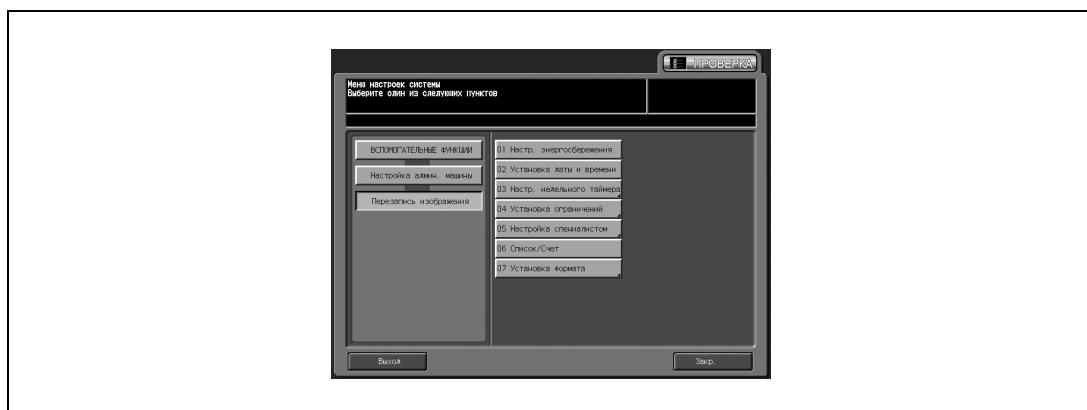 ПРОВЕРКА
Меню настроек системы
Выберите один из следующих пунктов
ВСПОМОГАТЕЛЬНЫЕ ФУНКЦИИ
Настройка админ. машины
Перезапись изображения
01 Настр. энергосбережения
02 Установка даты и времени
03 Настр. недельного таймера
04 Установка ограничений
05 Настройка специалистом
06 Список/Счет
07 Установка формата
Выход
Закр.